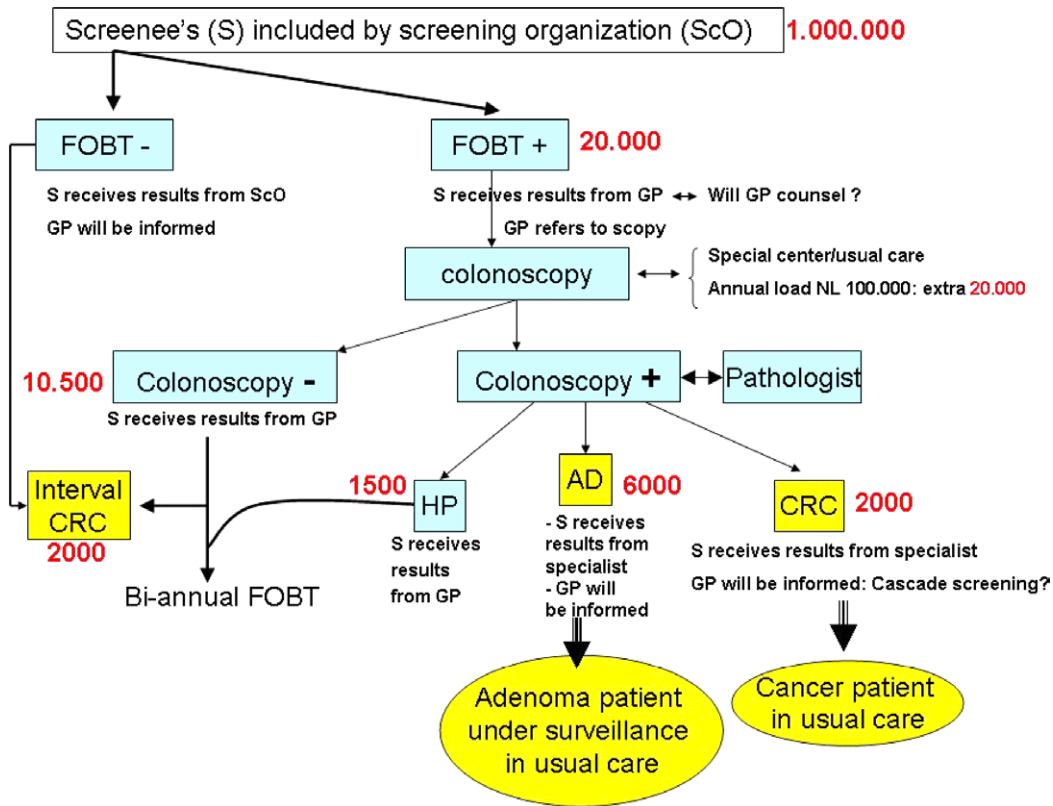 Screenee's (S) included by screening organization (ScO)
1.000.000
FOBT -
FOBT +
20.000
S receives results from ScO
GP will be informed
S receives results from GP
Will GP counsel ?
GP refers to scopy
colonoscopy
Special center/usual care
Annual load NL 100.000: extra 20.000
10.500
Colonoscopy -
S receives results from GP
Colonoscopy +
Pathologist
Interval
CRC
2000
Bi-annual FOBT
1500
HP
S receives
results
from GP
AD
6000
- S receives
results from
specialist
- GP will
be informed
CRC
2000
S receives results from specialist
GP will be informed: Cascade screening?
Adenoma patient
under surveillance
in usual care
Cancer patient
in usual care